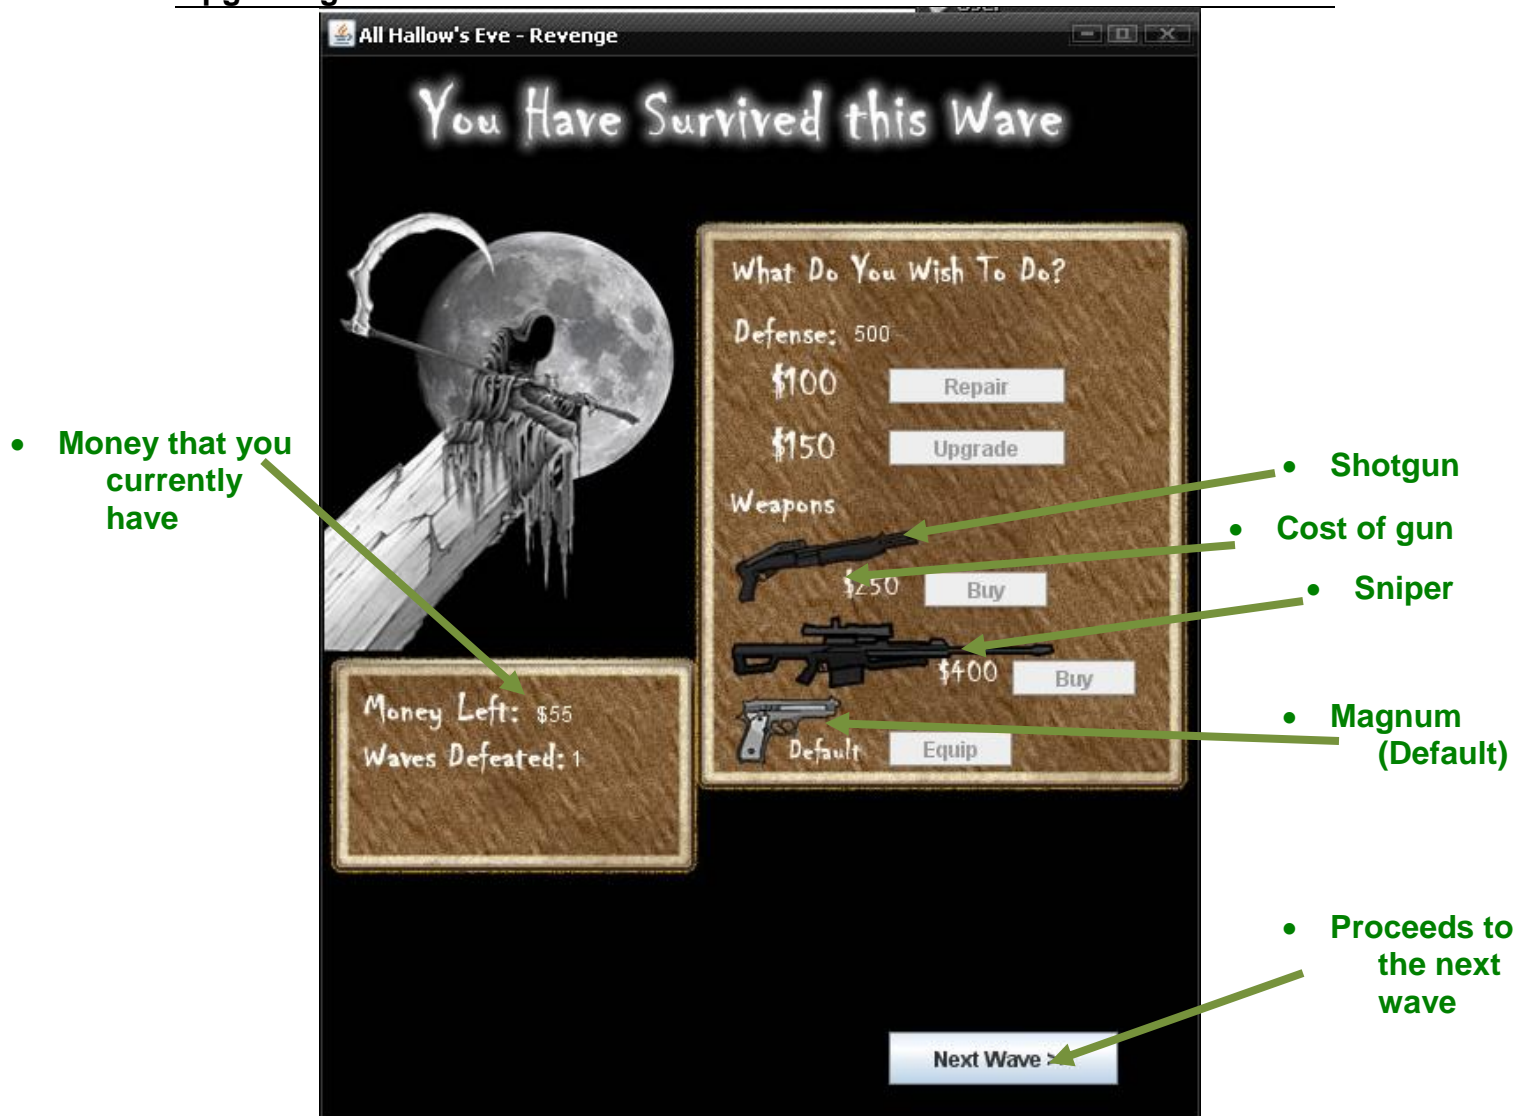 All Hallow's Eve - Revenge
You Have Survived this Wave
What Do You Wish To Do?
Defense: 500
$100 Repair
$150 Upgrade
Weapons
$250 Buy
$400 Buy
Default Equip
Money Left: $55
Waves Defeated: 1
Next Wave >
• Money that you
currently
have
• Shotgun
• Cost of gun
• Sniper
• Magnum
(Default)
• Proceeds to
the next
wave